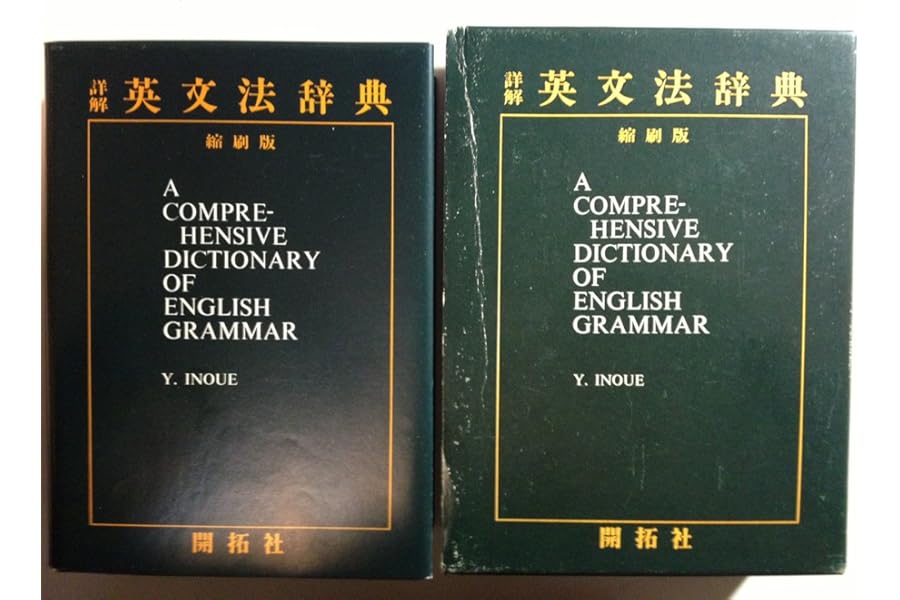 詳解 英文法辞典
縮刷版
A
COMPRE-
HENSIVE
DICTIONARY
OF
ENGLISH
GRAMMAR
Y. INOUE
開拓社
詳解 英文法辞典
縮刷版
A
COMPRE-
HENSIVE
DICTIONARY
OF
ENGLISH
GRAMMAR
Y. INOUE
開拓社